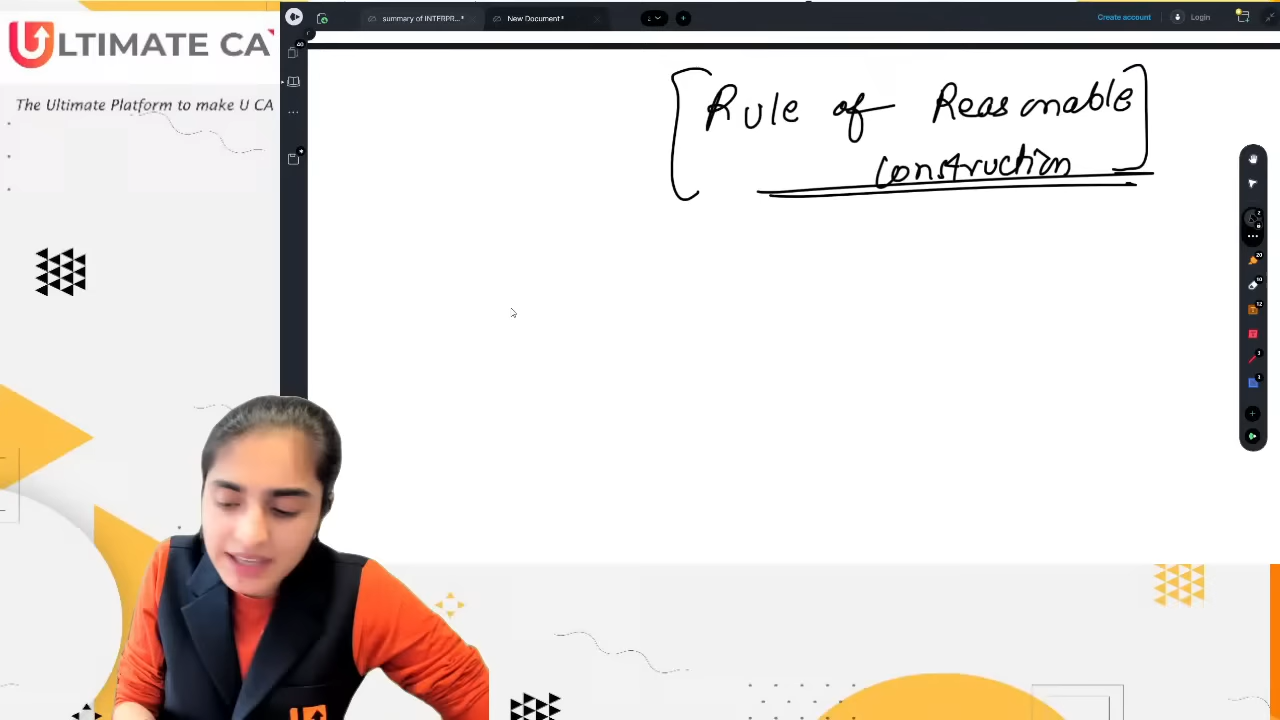 ULTIMATE CA
The Ultimate Platform to make U CA
summary of INTERPR...*
New Document*
Create account
Login
Rule of Reasonable
construction